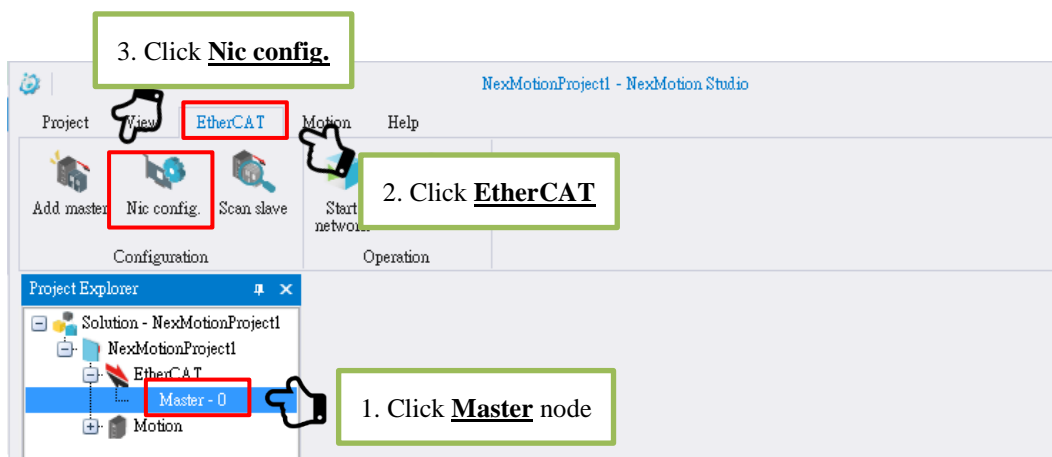 3. Click Nic config.
NexMotionProject1 - NexMotion Studio
Project View EtherCAT Motion Help
2. Click EtherCAT
Add master Nic config. Scan slave Start
network
Configuration Operation
Project Explorer
Solution - NexMotionProject1
NexMotionProject1
EtherCAT
Master - 0
1. Click Master node
Motion